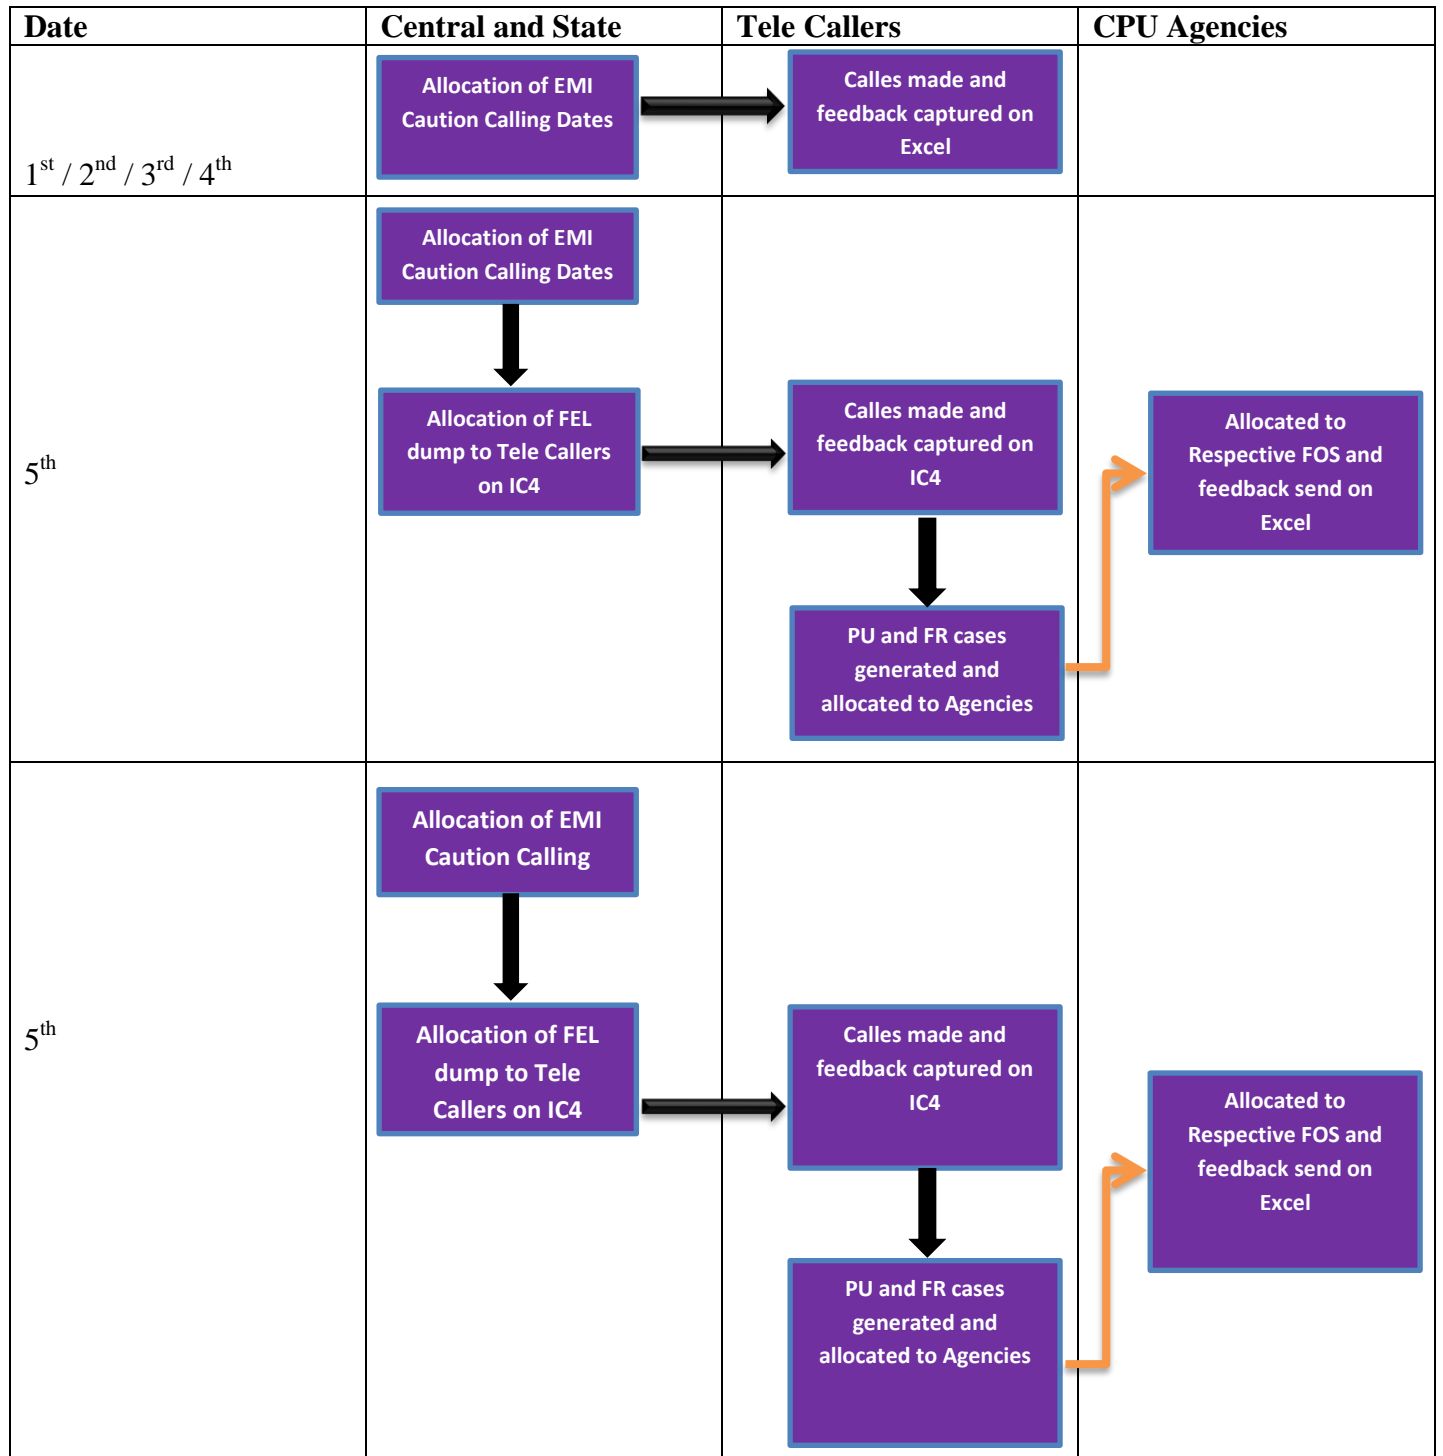 Date
Central and State
Tele Callers
CPU Agencies
1st / 2nd / 3rd / 4th
Allocation of EMI
Caution Calling Dates
Calles made and
feedback captured on
Excel
5th
Allocation of EMI
Caution Calling Dates
Allocation of FEL
dump to Tele Callers
on IC4
Calles made and
feedback captured on
IC4
PU and FR cases
generated and
allocated to Agencies
Allocated to
Respective FOS and
feedback send on
Excel
5th
Allocation of EMI
Caution Calling
Allocation of FEL
dump to Tele
Callers on IC4
Calles made and
feedback captured on
IC4
PU and FR cases
generated and
allocated to Agencies
Allocated to
Respective FOS and
feedback send on
Excel